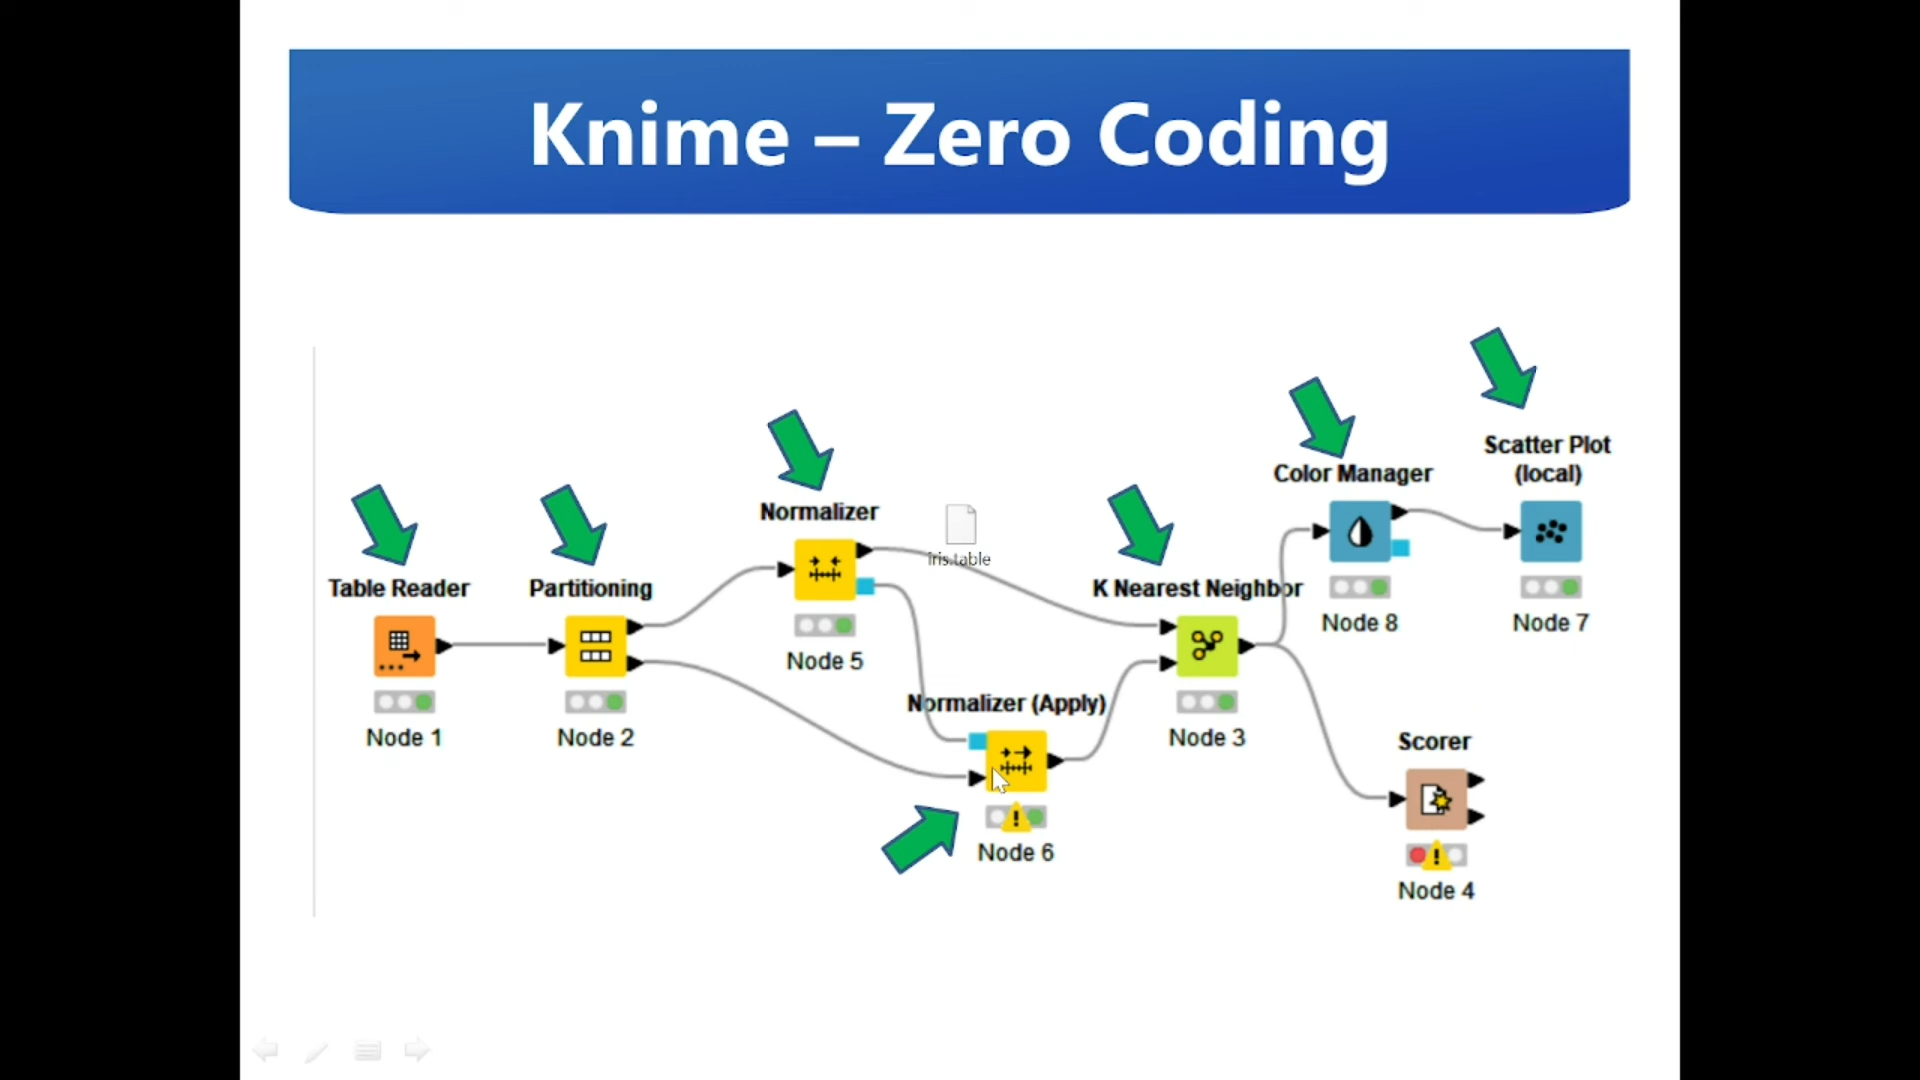 Knime – Zero Coding
Scatter Plot
(local)
Color Manager
Normalizer
iris.table
Table Reader
Partitioning
K Nearest Neighbor
Node 8
Node 7
Node 5
Normalizer (Apply)
Node 1
Node 2
Node 3
Scorer
Node 6
Node 4